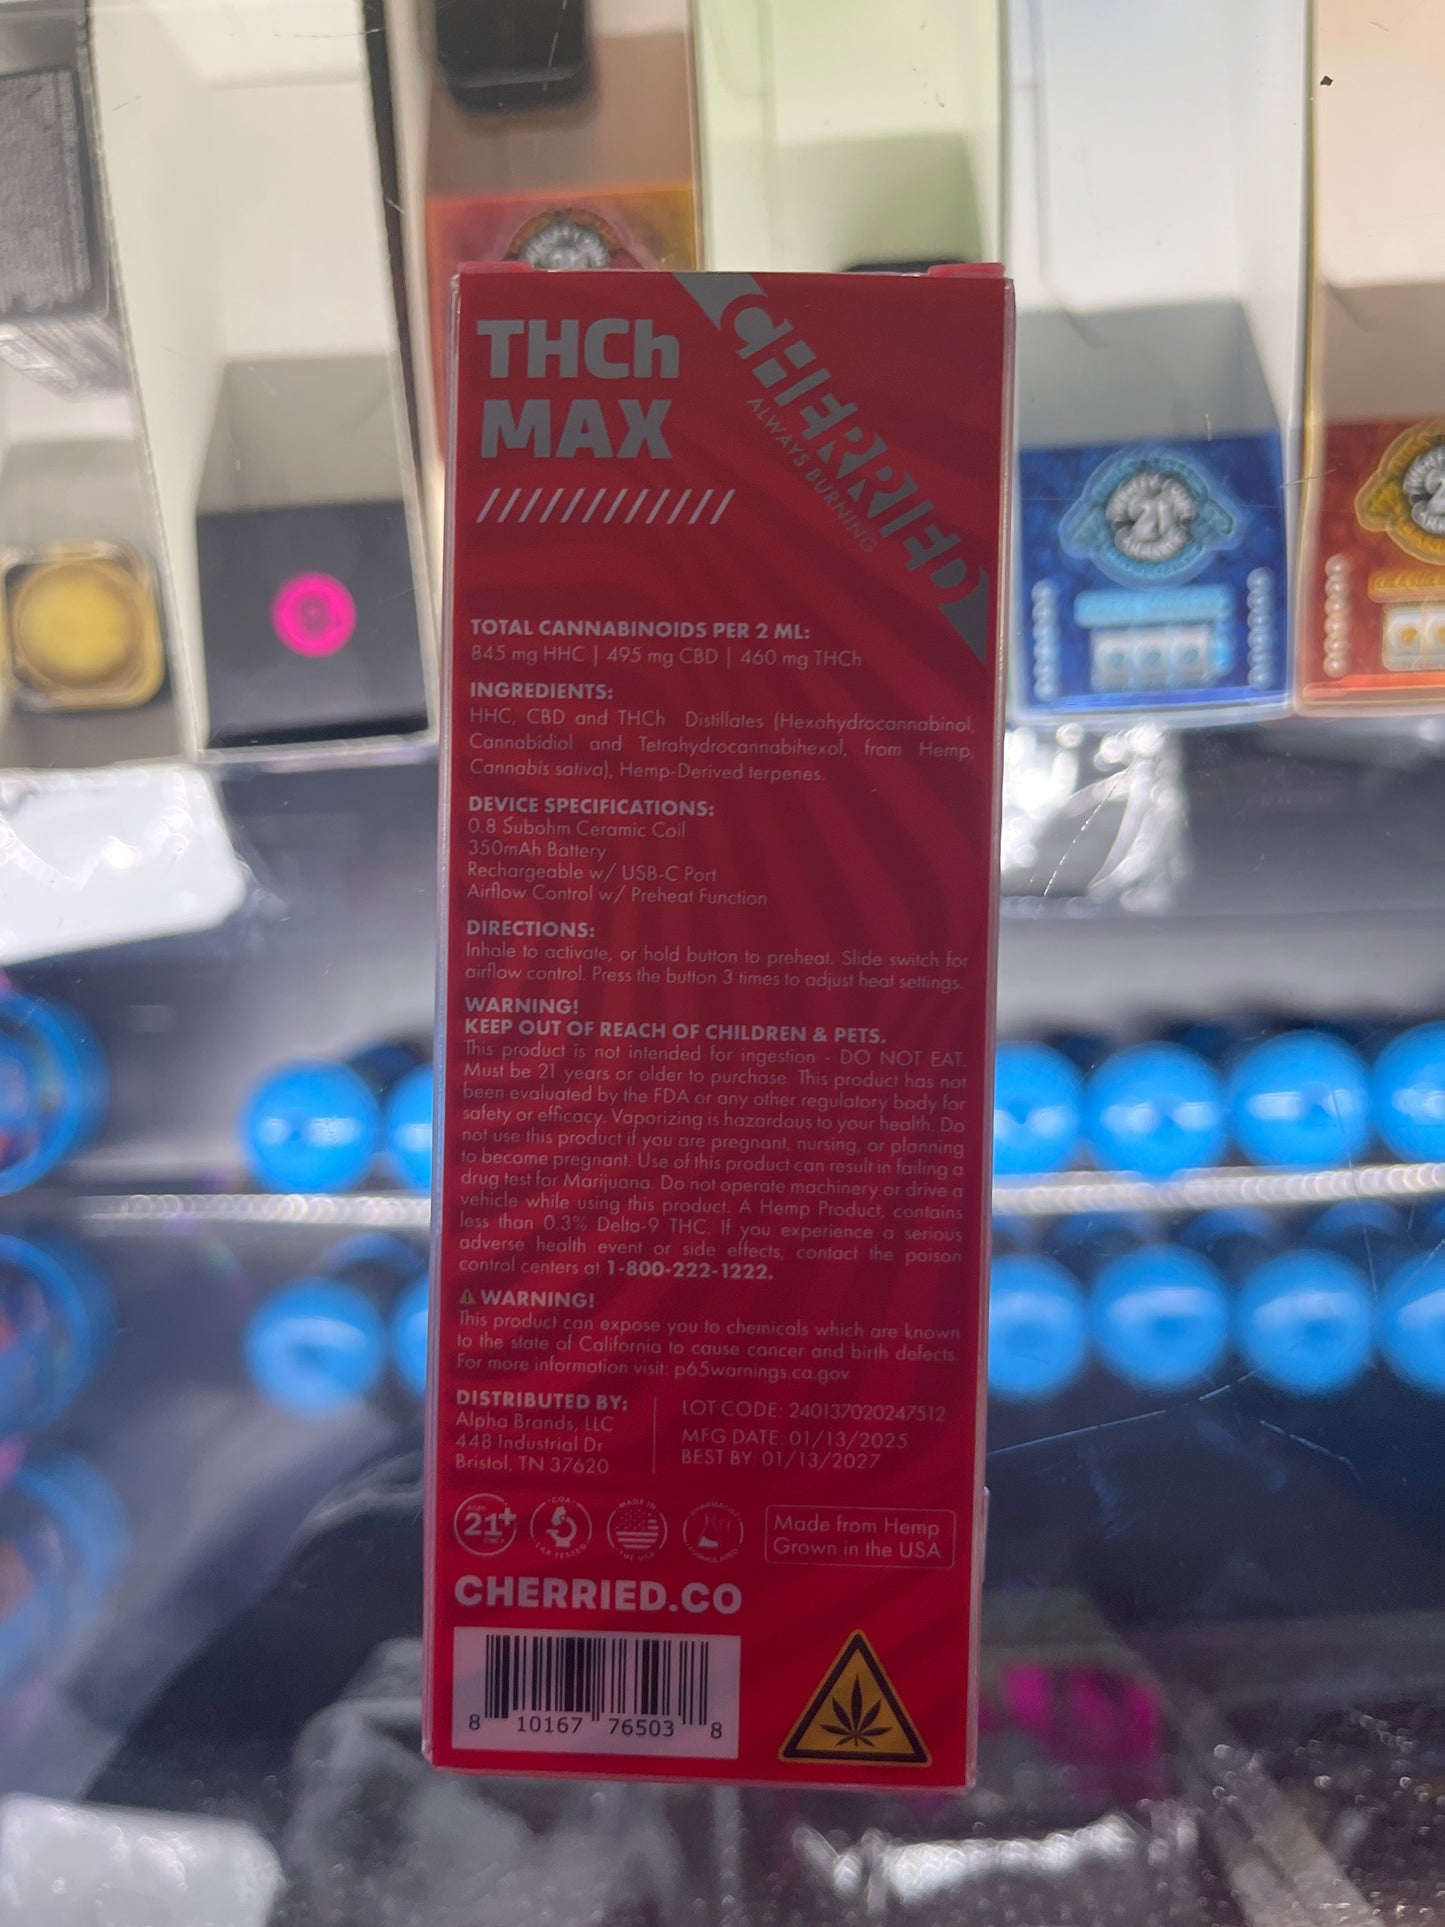 THCh
MAX
CHERRIED
ALWAYS BURNING
TOTAL CANNABINOIDS PER 2 ML:
845 mg HHC | 495 mg CBD | 460 mg THCh
INGREDIENTS:
HHC, CBD and THCh Distillates (Hexahydrocannabinol,
Cannabidiol and Tetrahydrocannabihexol, from Hemp,
Cannabis sativa), Hemp-Derived terpenes.
DEVICE SPECIFICATIONS:
0.8 Subohm Ceramic Coil
350mAh Battery
Rechargeable w/ USB-C Port
Airflow Control w/ Preheat Function
DIRECTIONS:
Inhale to activate, or hold button to preheat. Slide switch for
airflow control. Press the button 3 times to adjust heat settings.
WARNING!
KEEP OUT OF REACH OF CHILDREN & PETS.
This product is not intended for ingestion - DO NOT EAT.
Must be 21 years or older to purchase. This product has not
been evaluated by the FDA or any other regulatory body for
safety or efficacy. Vaporizing is hazardous to your health. Do
not use this product if you are pregnant, nursing, or planning
to become pregnant. Use of this product can result in failing a
drug test for Marijuana. Do not operate machinery or drive a
vehicle while using this product. A Hemp Product, contains
less than 0.3% Delta-9 THC. If you experience a serious
adverse health event or side effects, contact the poison
control centers at 1-800-222-1222.
WARNING!
This product can expose you to chemicals which are known
to the state of California to cause cancer and birth defects.
For more information visit: p65warnings.ca.gov
DISTRIBUTED BY:
Alpha Brands, LLC
448 Industrial Dr
Bristol, TN 37620
LOT CODE: 240137020247512
MFG DATE: 01/13/2025
BEST BY: 01/13/2027
AGES
21+
ONLY
COA
LAB TESTED
MADE IN
THE USA
PHARMACIST
FORMULATED
Made from Hemp
Grown in the USA
CHERRIED.CO
8 10167 76503 8
21